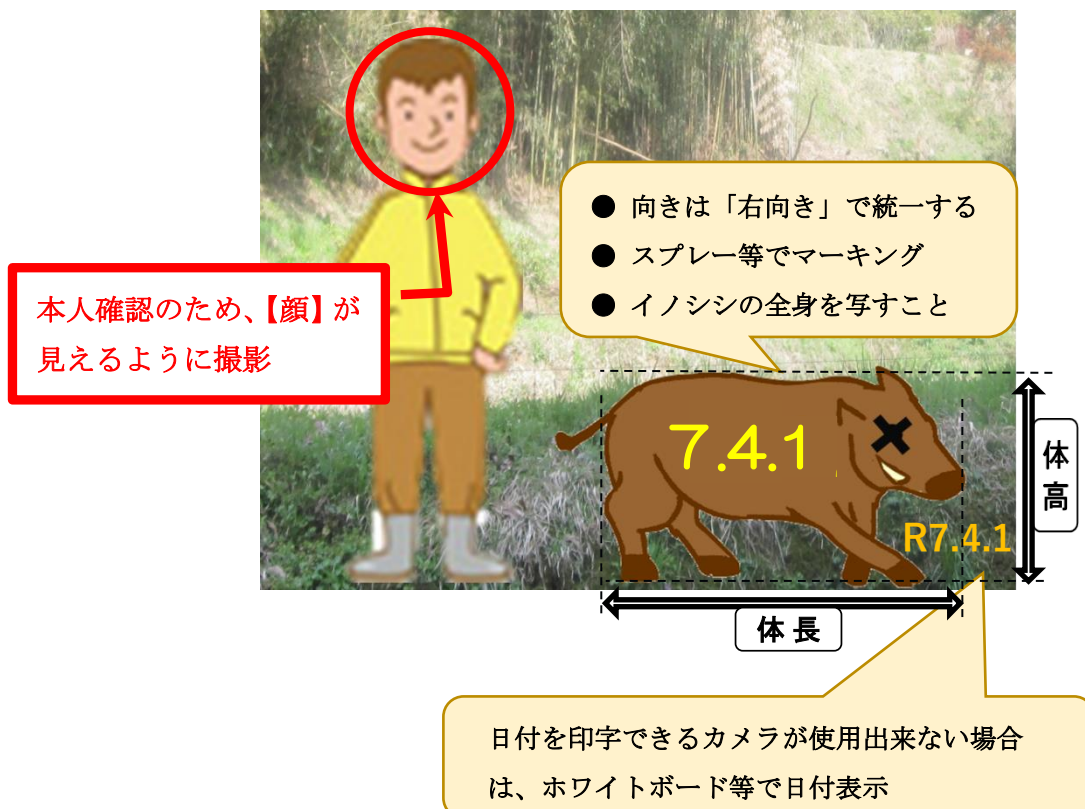 ● 向きは「右向き」で統一する
● スプレー等でマーキング
● イノシシの全身を写すこと
本人確認のため、【顔】が
見えるように撮影
7.4.1
体高
R7.4.1
体長
日付を印字できるカメラが使用出来ない場合
は、ホワイトボード等で日付表示